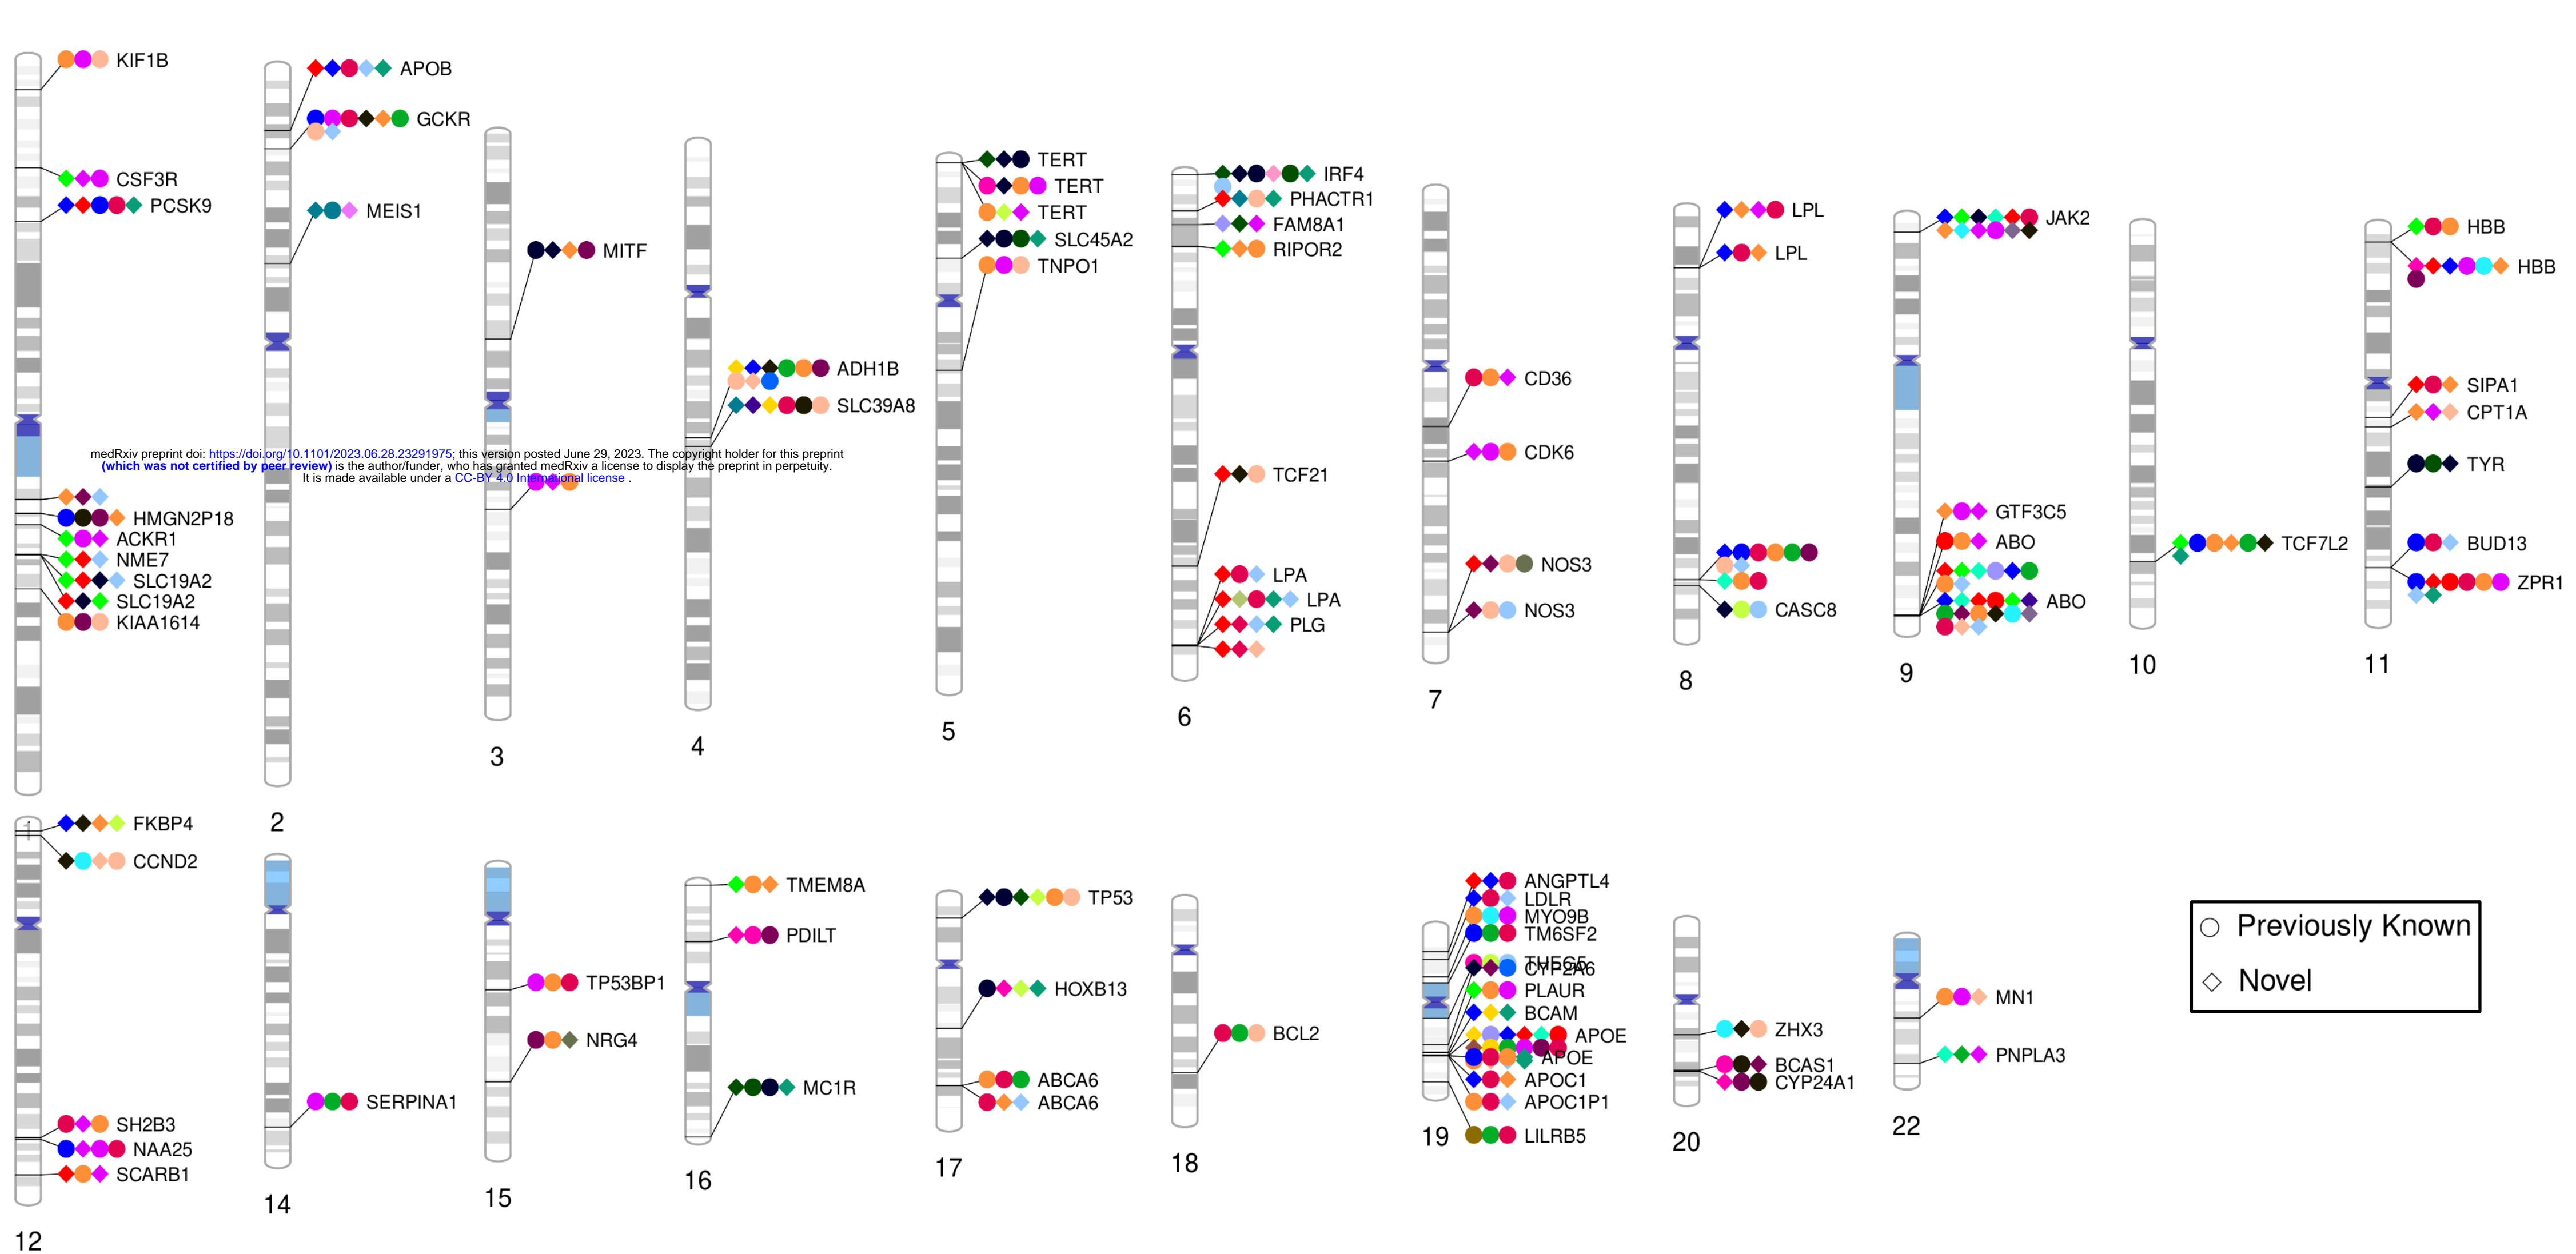 KIF1B
CSF3R
PCSK9
HMGN2P18
ACKR1
NME7
SLC19A2
SLC19A2
KIAA1614
1
APOB
GCKR
MEIS1
2
MITF
3
ADH1B
SLC39A8
4
medRxiv preprint doi: https://doi.org/10.1101/2023.06.28.23291975; this version posted June 29, 2023. The copyright holder for this preprint
(which was not certified by peer review) is the author/funder, who has granted medRxiv a license to display the preprint in perpetuity.
It is made available under a CC-BY 4.0 International license .
TERT
TERT
TERT
SLC45A2
TNPO1
5
IRF4
PHACTR1
FAM8A1
RIPOR2
TCF21
LPA
LPA
PLG
6
CD36
CDK6
NOS3
NOS3
7
LPL
LPL
CASC8
8
JAK2
GTF3C5
ABO
ABO
9
TCF7L2
10
HBB
HBB
SIPA1
CPT1A
TYR
BUD13
ZPR1
11
FKBP4
CCND2
SH2B3
NAA25
SCARB1
12
SERPINA1
14
TP53BP1
NRG4
15
TMEM8A
PDILT
MC1R
16
TP53
HOXB13
ABCA6
ABCA6
17
BCL2
18
ANGPTL4
LDLR
MYO9B
TM6SF2
THEG5
CYP2A6
PLAUR
BCAM
APOE
APOE
APOC1
APOC1P1
LILRB5
19
ZHX3
BCAS1
CYP24A1
20
MN1
PNPLA3
22
Previously Known
Novel